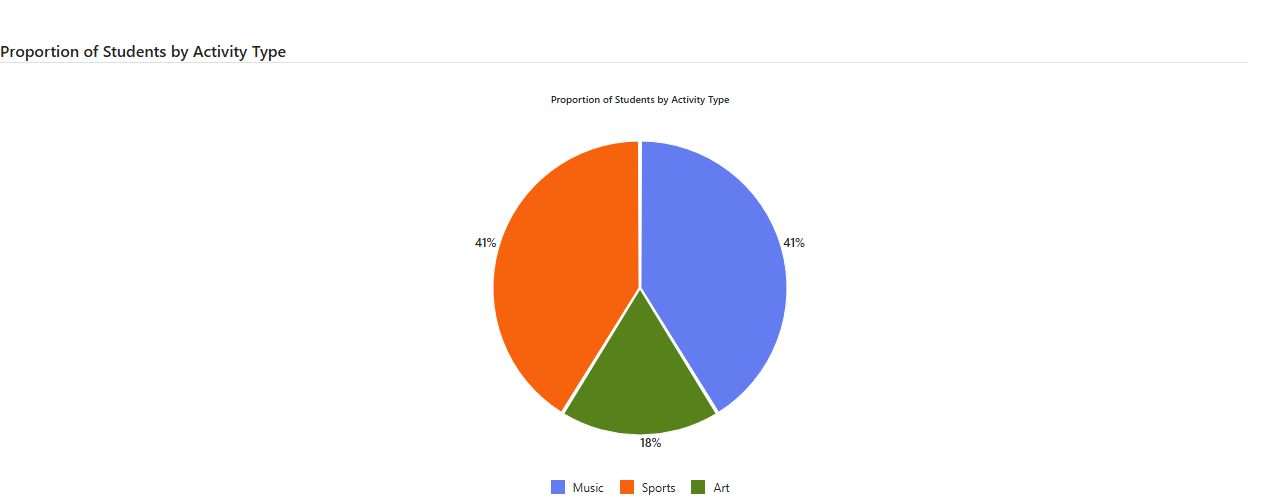 Proportion of Students by Activity Type
Proportion of Students by Activity Type
41%
41%
18%
Music
Sports
Art